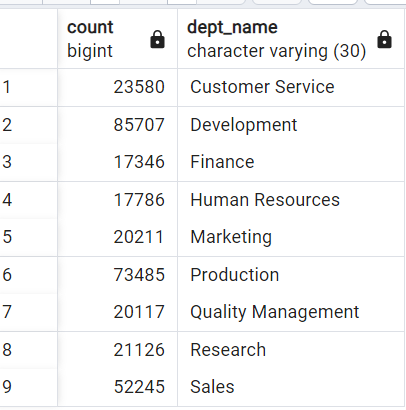 count dept_name
bigint character varying (30)
1 23580 Customer Service
2 85707 Development
3 17346 Finance
4 17786 Human Resources
5 20211 Marketing
6 73485 Production
7 20117 Quality Management
8 21126 Research
9 52245 Sales